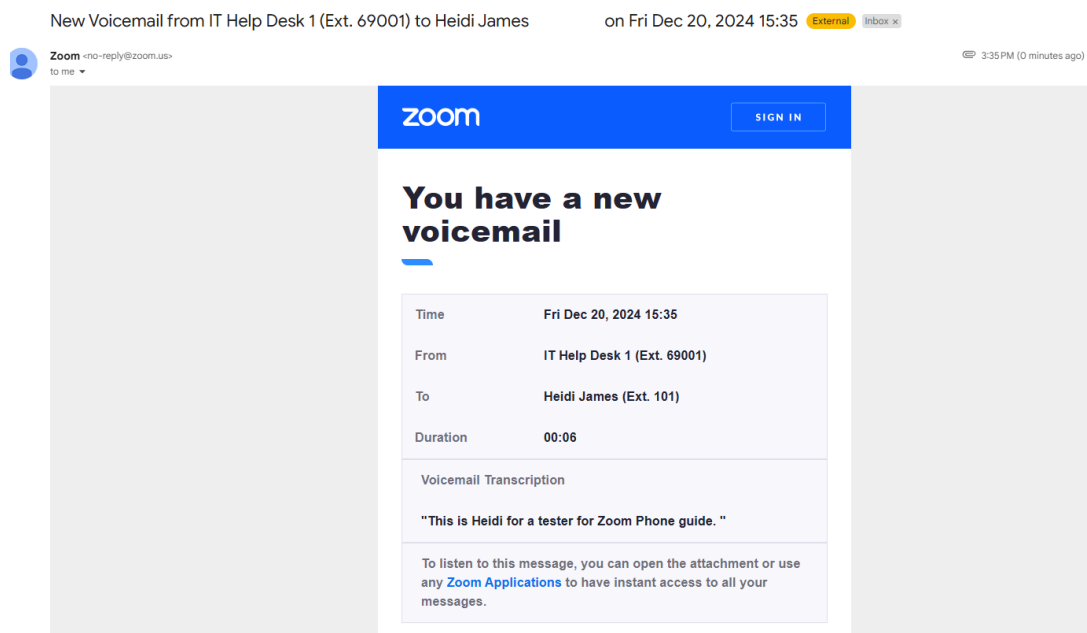 New Voicemail from IT Help Desk 1 (Ext. 69001) to Heidi James on Fri Dec 20, 2024 15:35 External Inbox x
Zoom <no-reply@zoom.us> 3:35 PM (0 minutes ago)
to me
zoom SIGN IN
You have a new
voicemail
Time Fri Dec 20, 2024 15:35
From IT Help Desk 1 (Ext. 69001)
To Heidi James (Ext. 101)
Duration 00:06
Voicemail Transcription
"This is Heidi for a tester for Zoom Phone guide. "
To listen to this message, you can open the attachment or use
any Zoom Applications to have instant access to all your
messages.